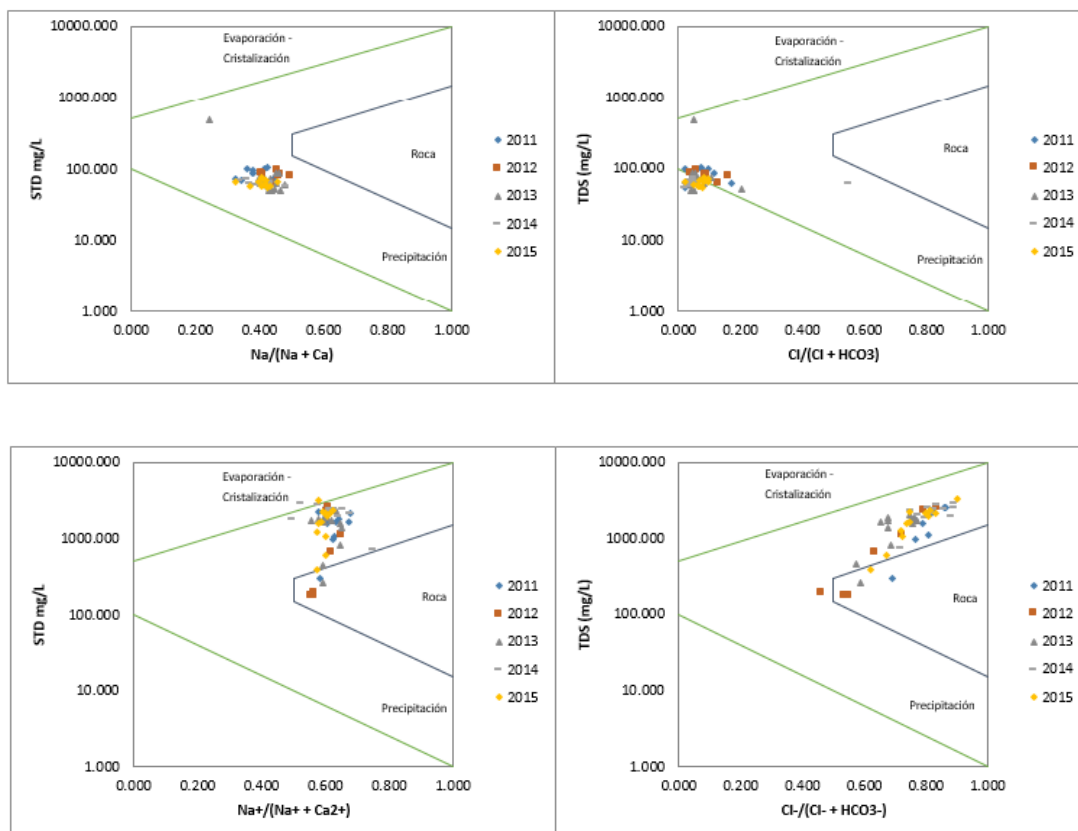 10000.000
1000.000
100.000
10.000
1.000
STD mg/L
Evaporación -
Cristalización
Roca
Precipitación
0.000 0.200 0.400 0.600 0.800 1.000
Na/(Na + Ca)
2011
2012
2013
2014
2015
10000.000
1000.000
100.000
10.000
1.000
TDS (mg/L)
Evaporación -
Cristalización
Roca
Precipitación
0.000 0.200 0.400 0.600 0.800 1.000
Cl/(Cl + HCO3)
2011
2012
2013
2014
2015
10000.000
1000.000
100.000
10.000
1.000
STD mg/L
Evaporación -
Cristalización
Roca
Precipitación
0.000 0.200 0.400 0.600 0.800 1.000
Na+/(Na+ + Ca2+)
2011
2012
2013
2014
2015
10000.000
1000.000
100.000
10.000
1.000
TDS (mg/L)
Evaporación -
Cristalización
Roca
Precipitación
0.000 0.200 0.400 0.600 0.800 1.000
Cl-/(Cl- + HCO3-)
2011
2012
2013
2014
2015